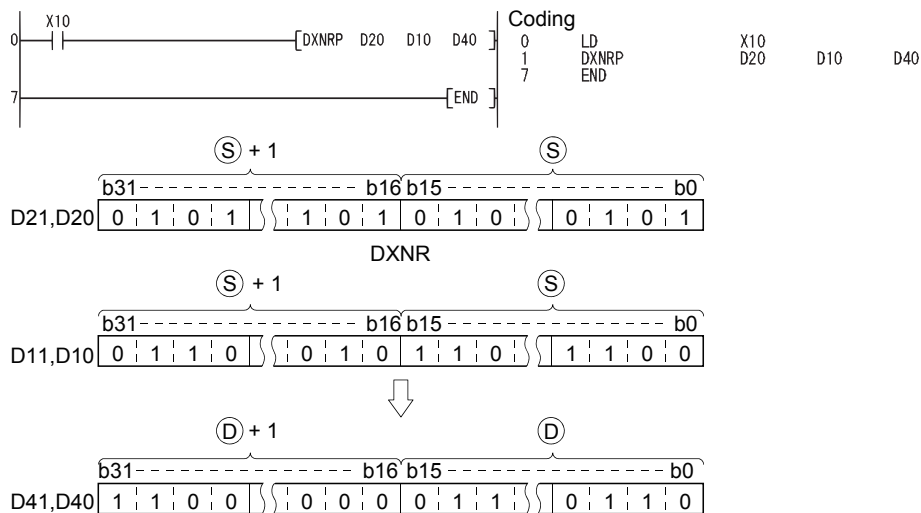 X10
0 DXNRP D20 D10 D40
7 END
Coding
0 LD X10
1 DXNRP D20 D10 D40
7 END
S + 1 S
b31 b16 b15 b0
D21,D20 0 1 0 1 1 0 1 0 1 0 0 1 0 1
DXNR
S + 1 S
b31 b16 b15 b0
D11,D10 0 1 1 0 0 1 0 1 1 0 1 1 0 0
D + 1 D
b31 b16 b15 b0
D41,D40 1 1 0 0 0 0 0 0 1 1 0 1 1 0